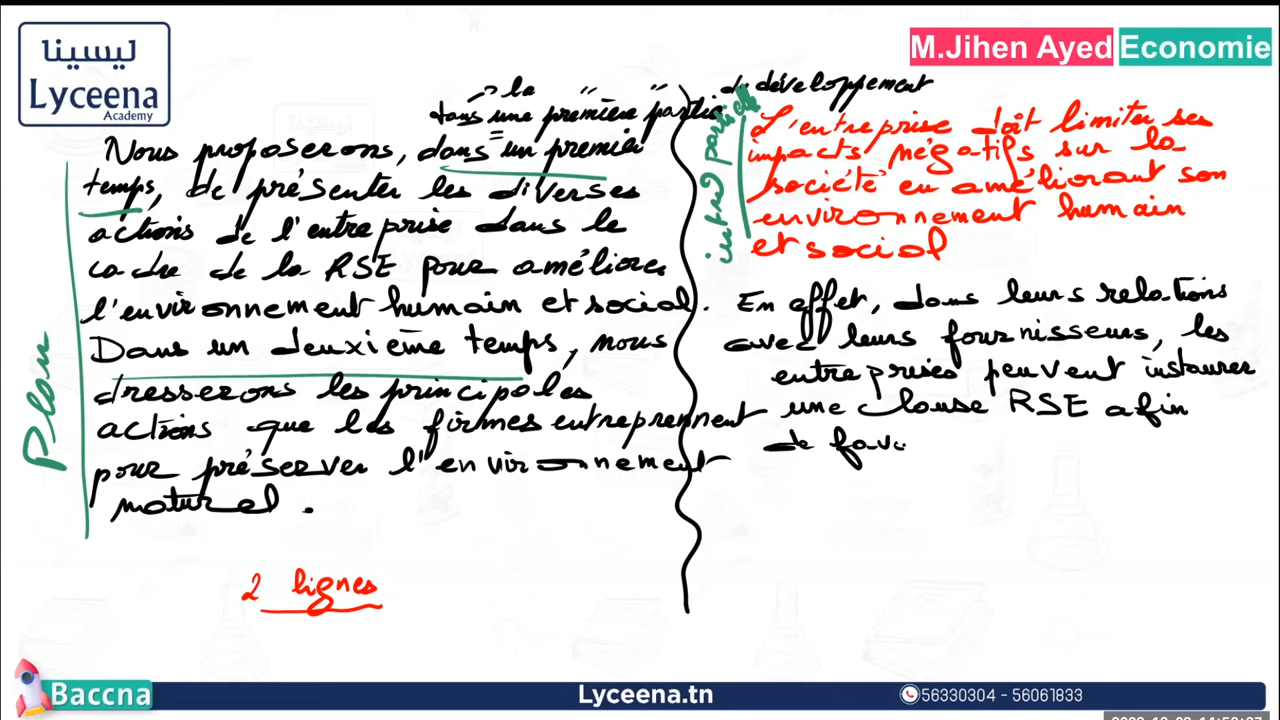 ليسينا
Lyceena
Academy
M.Jihen Ayed Economie
" la " "
dans une première partie du développement
Nous proposerons, dans un premier
temps, de présenter les diverses
actions de l'entreprise dans le
cadre de la RSE pour améliorer
l'environnement humain et social.
Dans un deuxième temps, nous
dresserons les principales
actions que les firmes entreprennent
pour préserver l'environnement
naturel.
Plan
2 lignes
intro partie
L'entreprise doit limiter ses
impacts négatifs sur la
société en améliorant son
environnement humain
et social
En effet, dans leurs relations
avec leurs fournisseurs, les
entreprises peuvent instaurer
une clause RSE afin
de fav
Baccna
Lyceena.tn
56330304 - 56061833